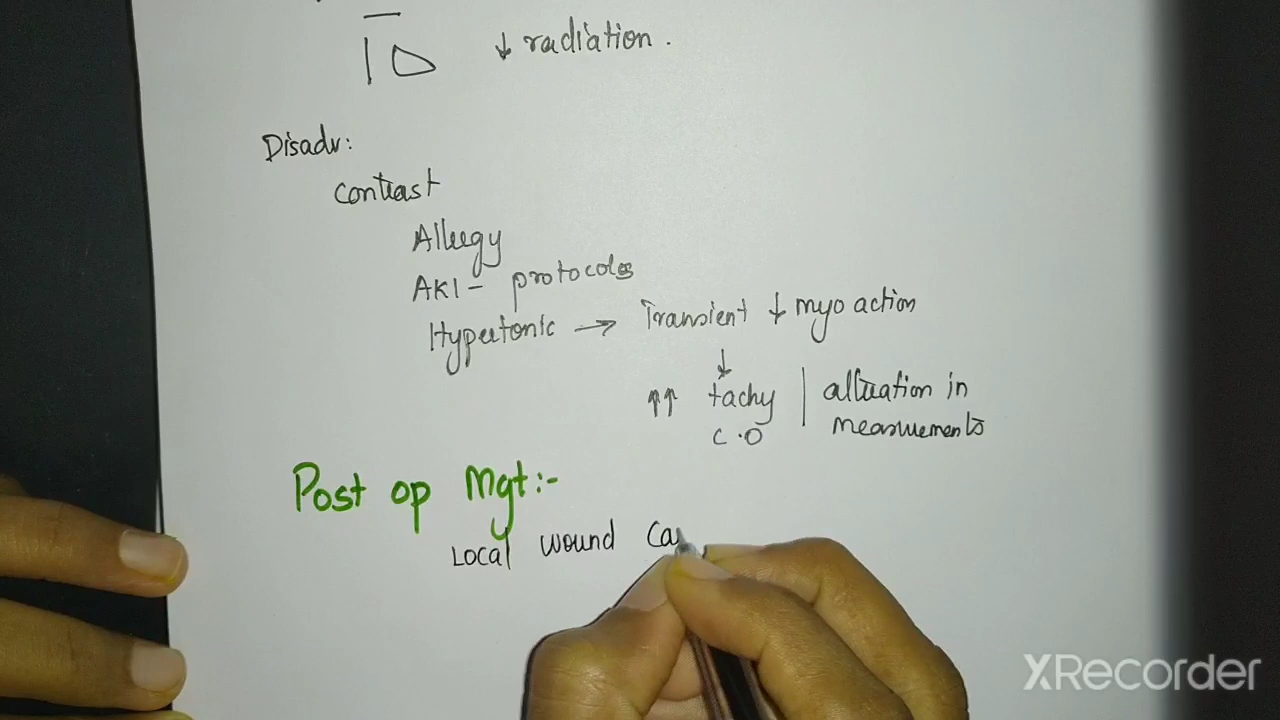 ↓ radiation.
Disadv:
Contrast
Allergy
AKI - protocols
Hypertonic → Transient ↓ myo action
↓
↑↑ tachy | alteration in
C.O measurements
Post op Mgt:-
Local wound Ca
XRecorder